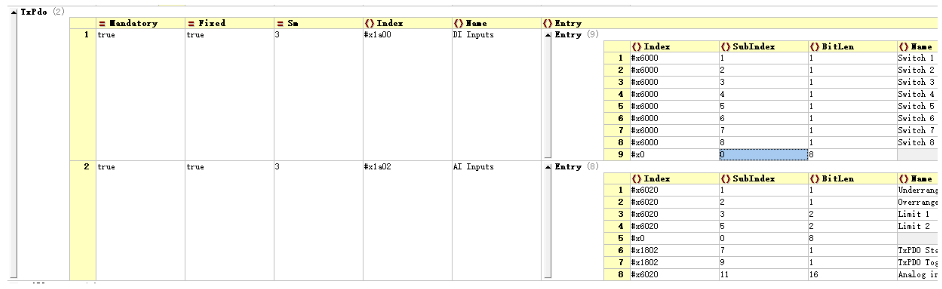 TxPdo (2)
= Mandatory = Fixed = Sm {} Index {} Name {} Entry
1 true true 3 #x1a00 DI Inputs Entry (9)
{} Index {} SubIndex {} BitLen {} Name
1 #x6000 1 1 Switch 1
2 #x6000 2 1 Switch 2
3 #x6000 3 1 Switch 3
4 #x6000 4 1 Switch 4
5 #x6000 5 1 Switch 5
6 #x6000 6 1 Switch 6
7 #x6000 7 1 Switch 7
8 #x6000 8 1 Switch 8
9 #x0 0 8
2 true true 3 #x1a02 AI Inputs Entry (8)
{} Index {} SubIndex {} BitLen {} Name
1 #x6020 1 1 Underrang
2 #x6020 2 1 Overrange
3 #x6020 3 2 Limit 1
4 #x6020 5 2 Limit 2
5 #x0 0 8
6 #x1802 7 1 TxPDO Sta
7 #x1802 9 1 TxPDO Tog
8 #x6020 11 16 Analog in